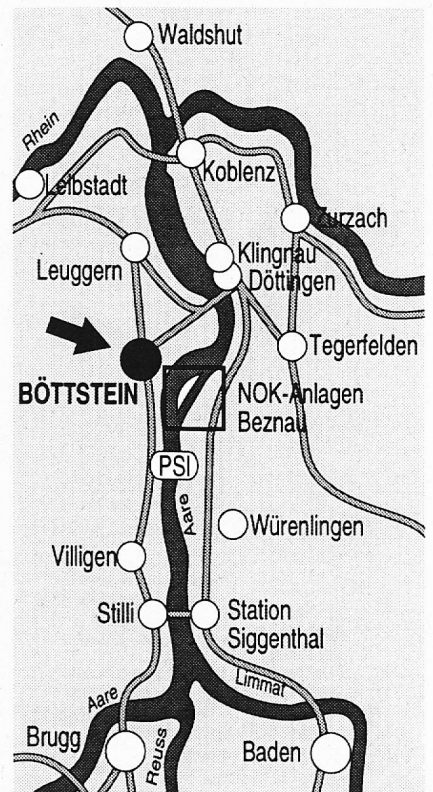 Waldshut
Rhein
Koblenz
Leibstadt
Zurzach
Klingnau
Leuggern
Döttingen
Tegerfelden
BÖTTSTEIN
NOK-Anlagen
Beznau
PSI
Aare
Würenlingen
Villigen
Stilli
Station
Siggenthal
Limmat
Aare
Brugg
Reuss
Baden